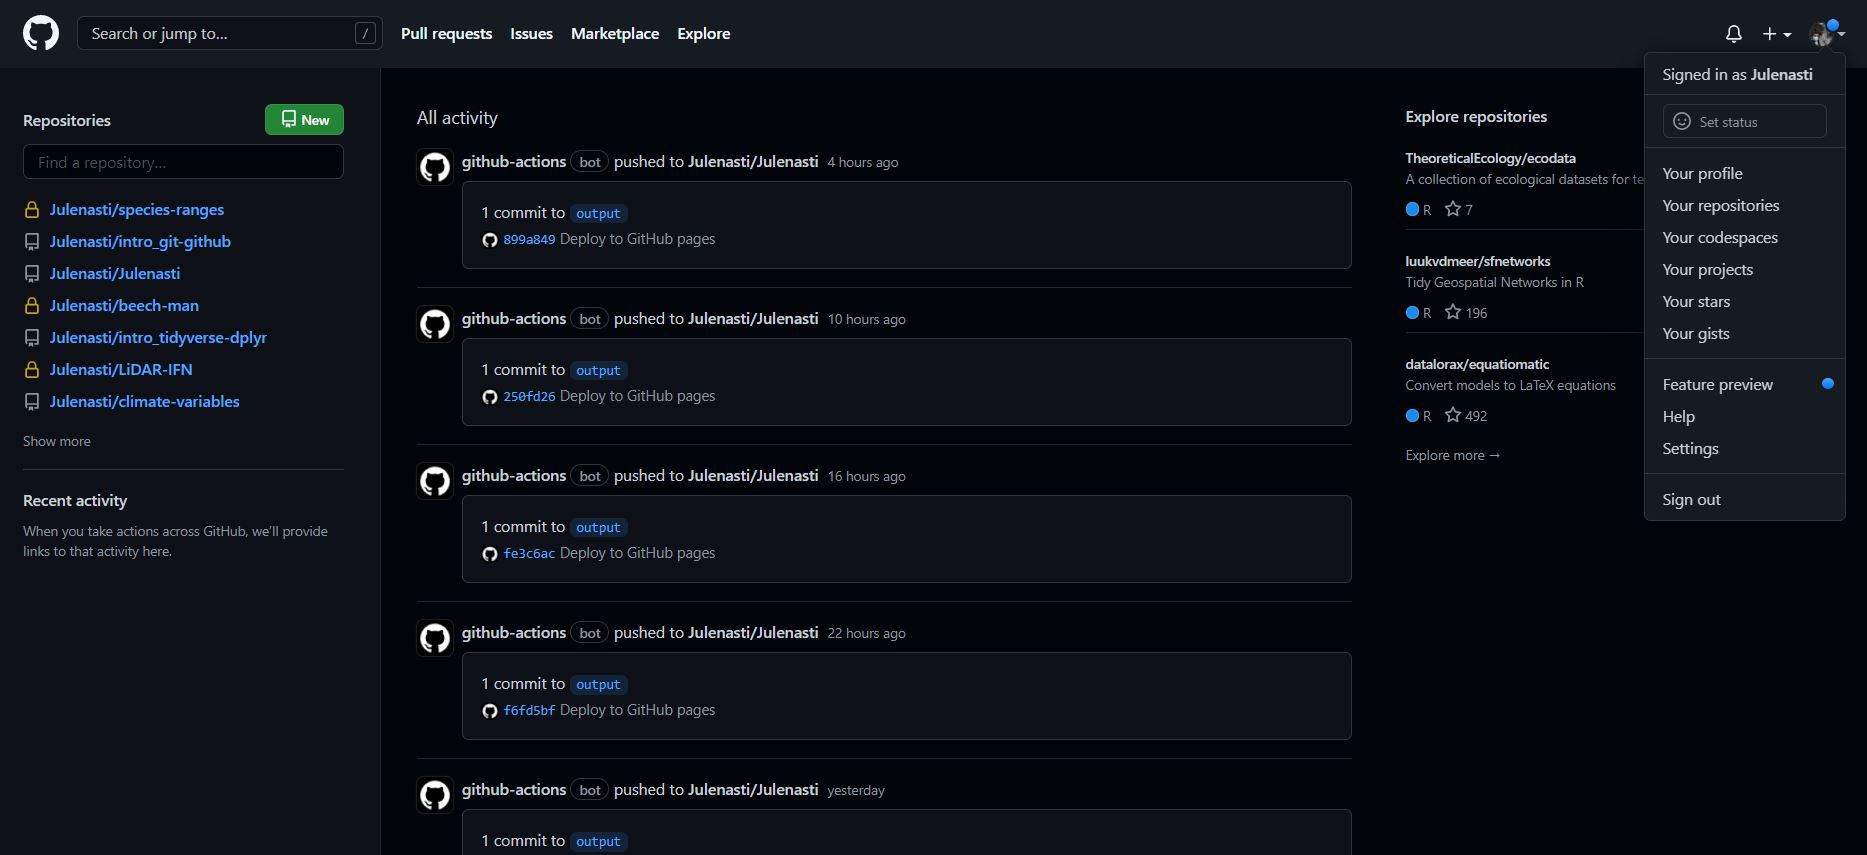 Search or jump to...
/
Pull requests
Issues
Marketplace
Explore
Repositories
New
Find a repository...
Julenasti/species-ranges
Julenasti/intro_git-github
Julenasti/Julenasti
Julenasti/beech-man
Julenasti/intro_tidyverse-dplyr
Julenasti/LiDAR-IFN
Julenasti/climate-variables
Show more
Recent activity
When you take actions across GitHub, we'll provide
links to that activity here.
All activity
github-actions bot pushed to Julenasti/Julenasti 4 hours ago
1 commit to output
899a849 Deploy to GitHub pages
github-actions bot pushed to Julenasti/Julenasti 10 hours ago
1 commit to output
250fd26 Deploy to GitHub pages
github-actions bot pushed to Julenasti/Julenasti 16 hours ago
1 commit to output
fe3c6ac Deploy to GitHub pages
github-actions bot pushed to Julenasti/Julenasti 22 hours ago
1 commit to output
f6fd5bf Deploy to GitHub pages
github-actions bot pushed to Julenasti/Julenasti yesterday
1 commit to output
Explore repositories
TheoreticalEcology/ecodata
A collection of ecological datasets for te
R 7
luukvdmeer/sfnetworks
Tidy Geospatial Networks in R
R 196
datalorax/equatiomatic
Convert models to LaTeX equations
R 492
Explore more →
Signed in as Julenasti
Set status
Your profile
Your repositories
Your codespaces
Your projects
Your stars
Your gists
Feature preview
Help
Settings
Sign out